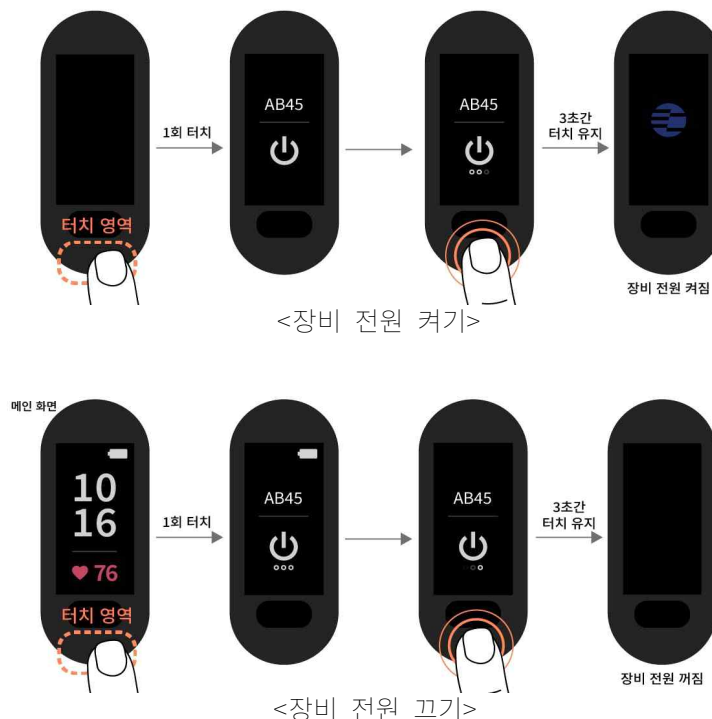 AB45
AB45
1회 터치
3초간
터치 유지
터치 영역
장비 전원 켜짐
<장비 전원 켜기>
메인 화면
10
16
76
AB45
AB45
1회 터치
3초간
터치 유지
터치 영역
장비 전원 꺼짐
<장비 전원 끄기>